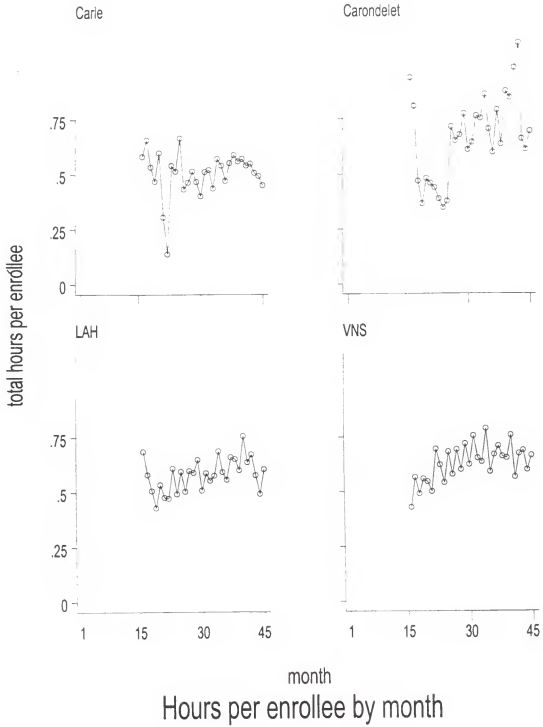 Carie
Carondelet
.75
.5
.25
0
LAH
VNS
.75
.5
.25
0
1 15 30 45
1 15 30 45
total hours per enrollee
month
Hours per enrollee by month